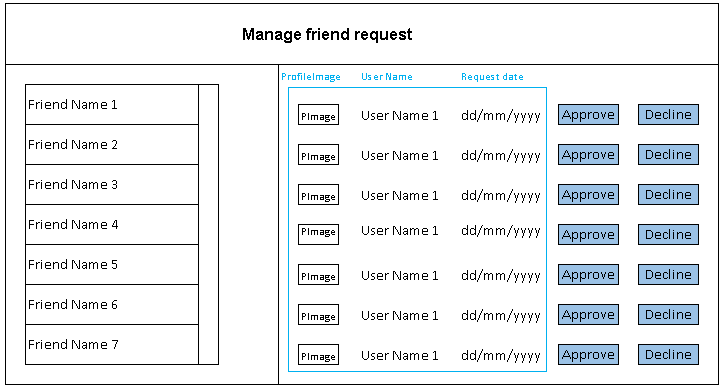 Manage friend request
Friend Name 1
Friend Name 2
Friend Name 3
Friend Name 4
Friend Name 5
Friend Name 6
Friend Name 7
ProfileImage User Name Request date
PImage User Name 1 dd/mm/yyyy Approve Decline
PImage User Name 1 dd/mm/yyyy Approve Decline
PImage User Name 1 dd/mm/yyyy Approve Decline
PImage User Name 1 dd/mm/yyyy Approve Decline
PImage User Name 1 dd/mm/yyyy Approve Decline
PImage User Name 1 dd/mm/yyyy Approve Decline
PImage User Name 1 dd/mm/yyyy Approve Decline